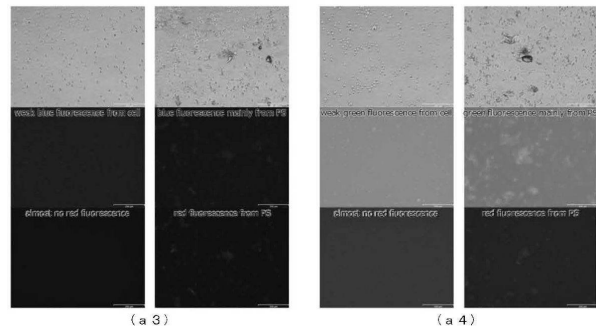 weak blue fluorescence from cell
blue fluorescence mainly from PS
almost no red fluorescence
red fluorescence from PS
weak green fluorescence from cell
green fluorescence mainly from PS
almost no red fluorescence
red fluorescence from PS
(a3)
(a4)